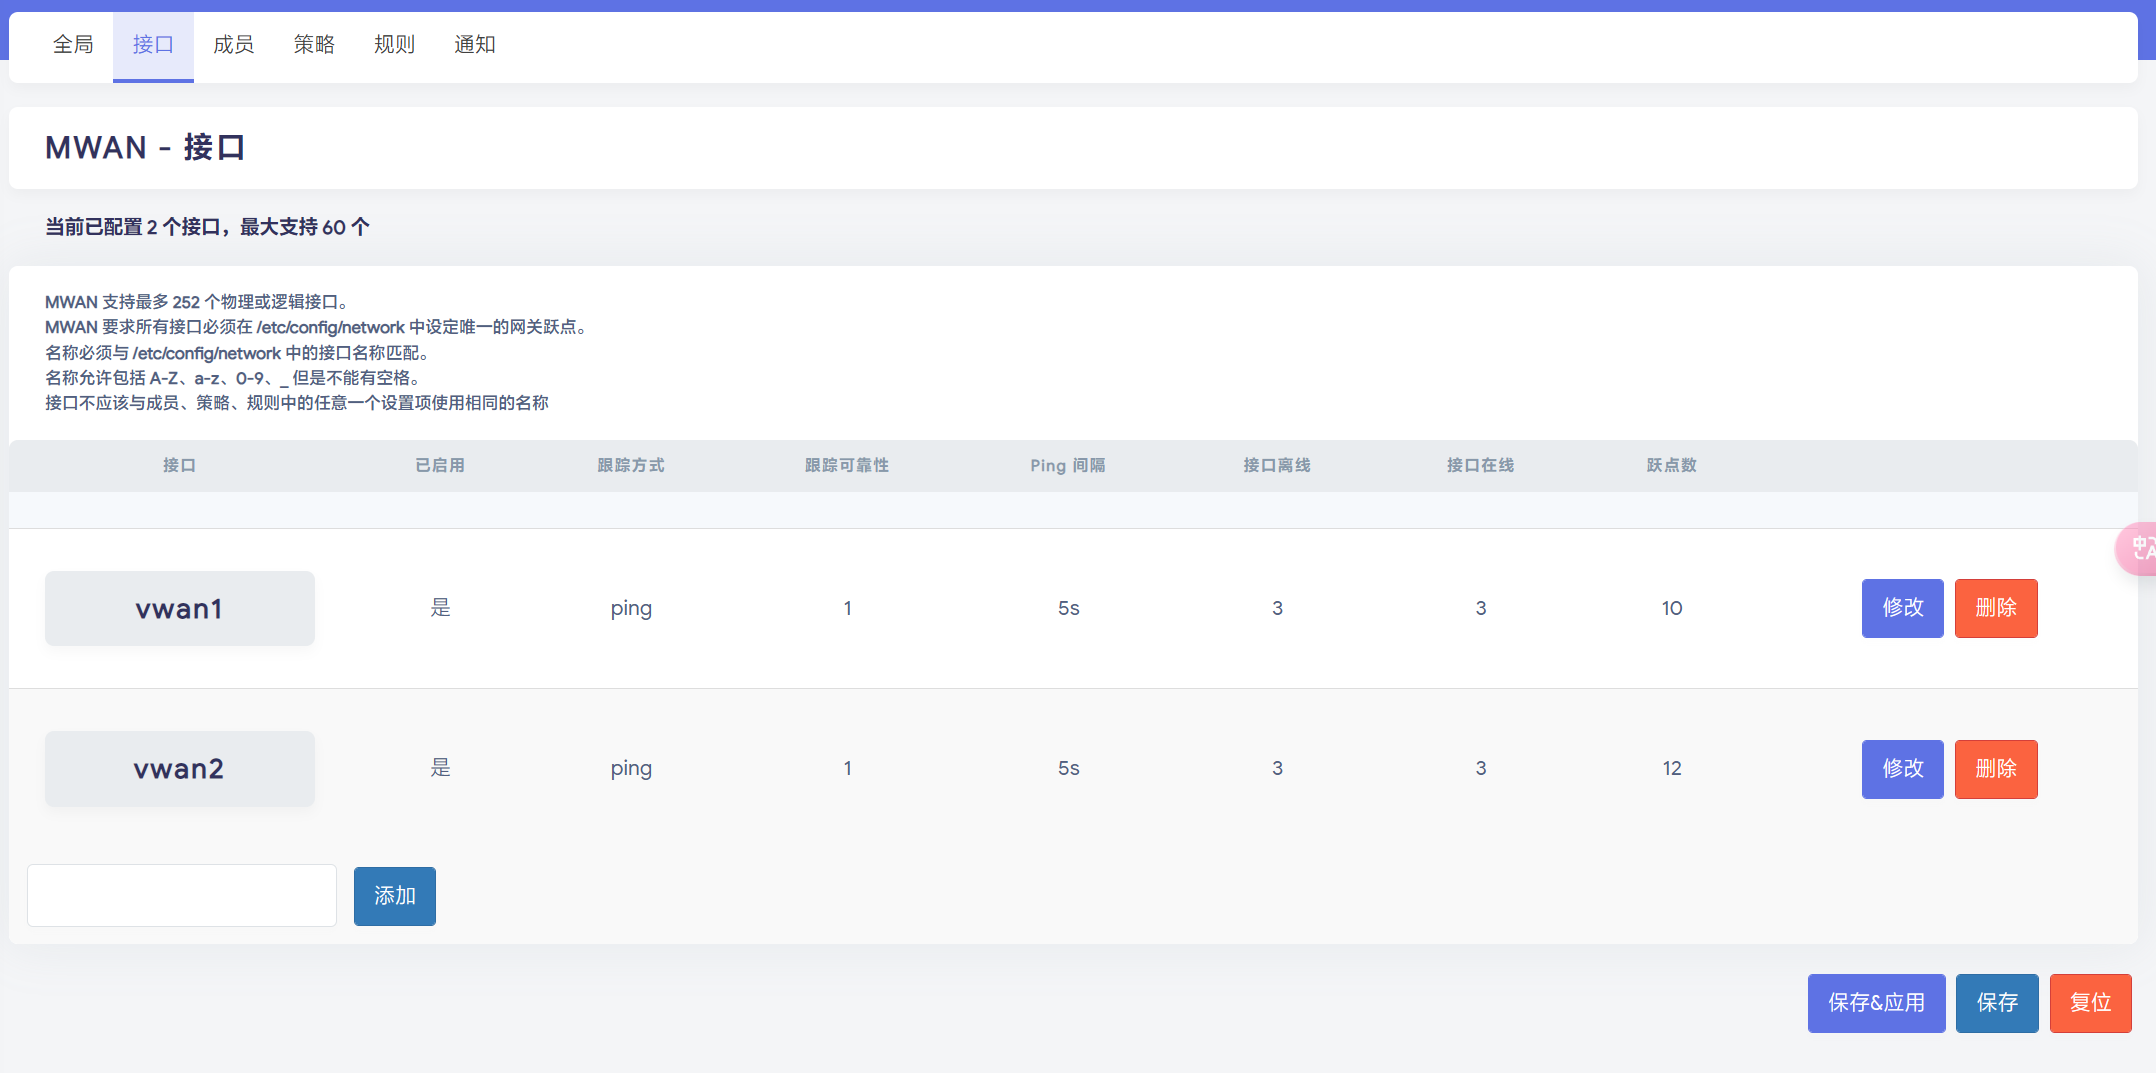 全局 接口 成员 策略 规则 通知
MWAN - 接口
当前已配置 2 个接口，最大支持 60 个
MWAN 支持最多 252 个物理或逻辑接口。
MWAN 要求所有接口必须在 /etc/config/network 中设定唯一的网关跃点。
名称必须与 /etc/config/network 中的接口名称匹配。
名称允许包括 A-Z、a-z、0-9、_ 但是不能有空格。
接口不应该与成员、策略、规则中的任意一个设置项使用相同的名称
接口 已启用 跟踪方式 跟踪可靠性 Ping 间隔 接口离线 接口在线 跃点数
vwan1 是 ping 1 5s 3 3 10 修改 删除
vwan2 是 ping 1 5s 3 3 12 修改 删除
添加
保存&应用 保存 复位